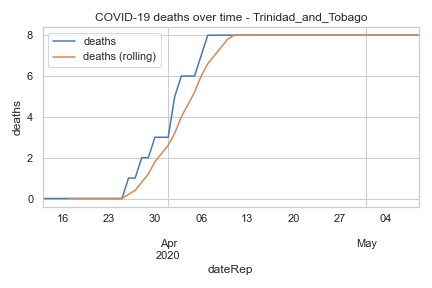 COVID-19 deaths over time - Trinidad_and_Tobago
deaths
deaths (rolling)
deaths
8
6
4
2
0
16 23 30 06 13 20 27 04
Apr May
2020
dateRep